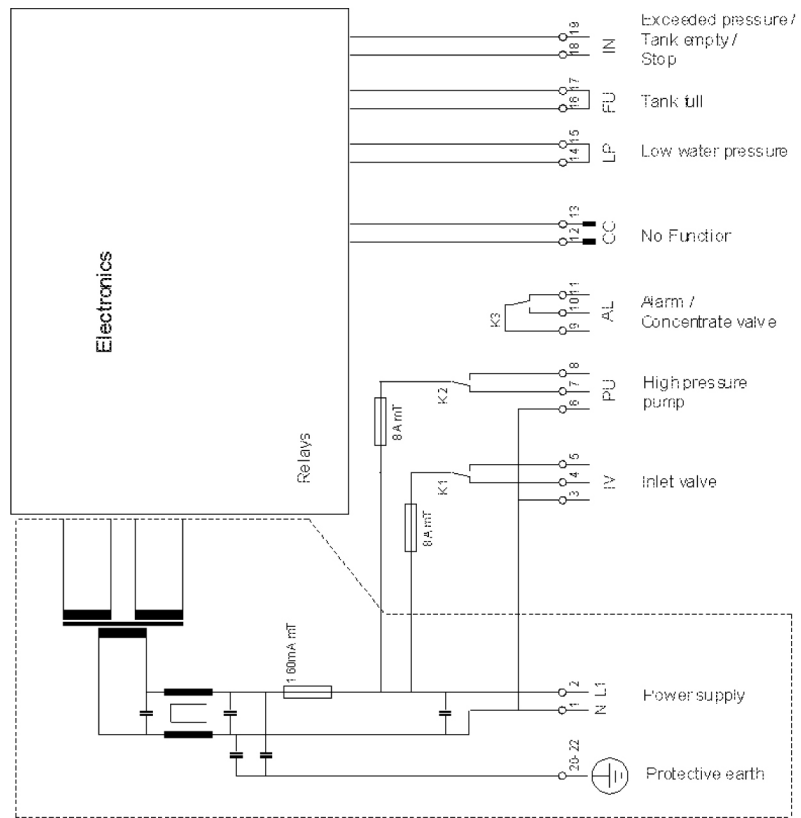 19
18
IN
Exceeded pressure /
Tank empty /
Stop
17
16
FU
Tank full
15
14
LP
Low water pressure
13
12
CC
No Function
Electronics
11
10
9
AL
K3
Alarm /
Concentrate valve
8
7
6
PU
K2
High pressure
pump
8A mT
Relays
5
4
3
IV
K1
Inlet valve
8A mT
160mA mT
2
L1
1
N
Power supply
20-22
Protective earth